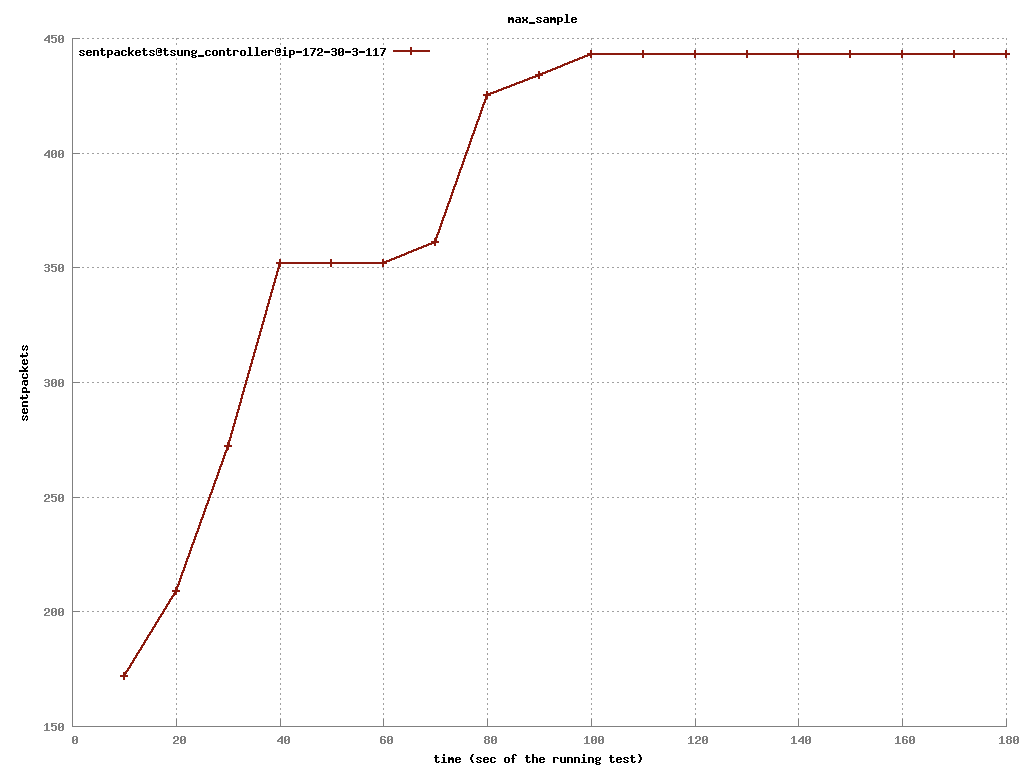 max_sample
sentpackets@tsung_controller@ip-172-30-3-117
450
400
350
300
250
200
150
sentpackets
0 20 40 60 80 100 120 140 160 180
time (sec of the running test)